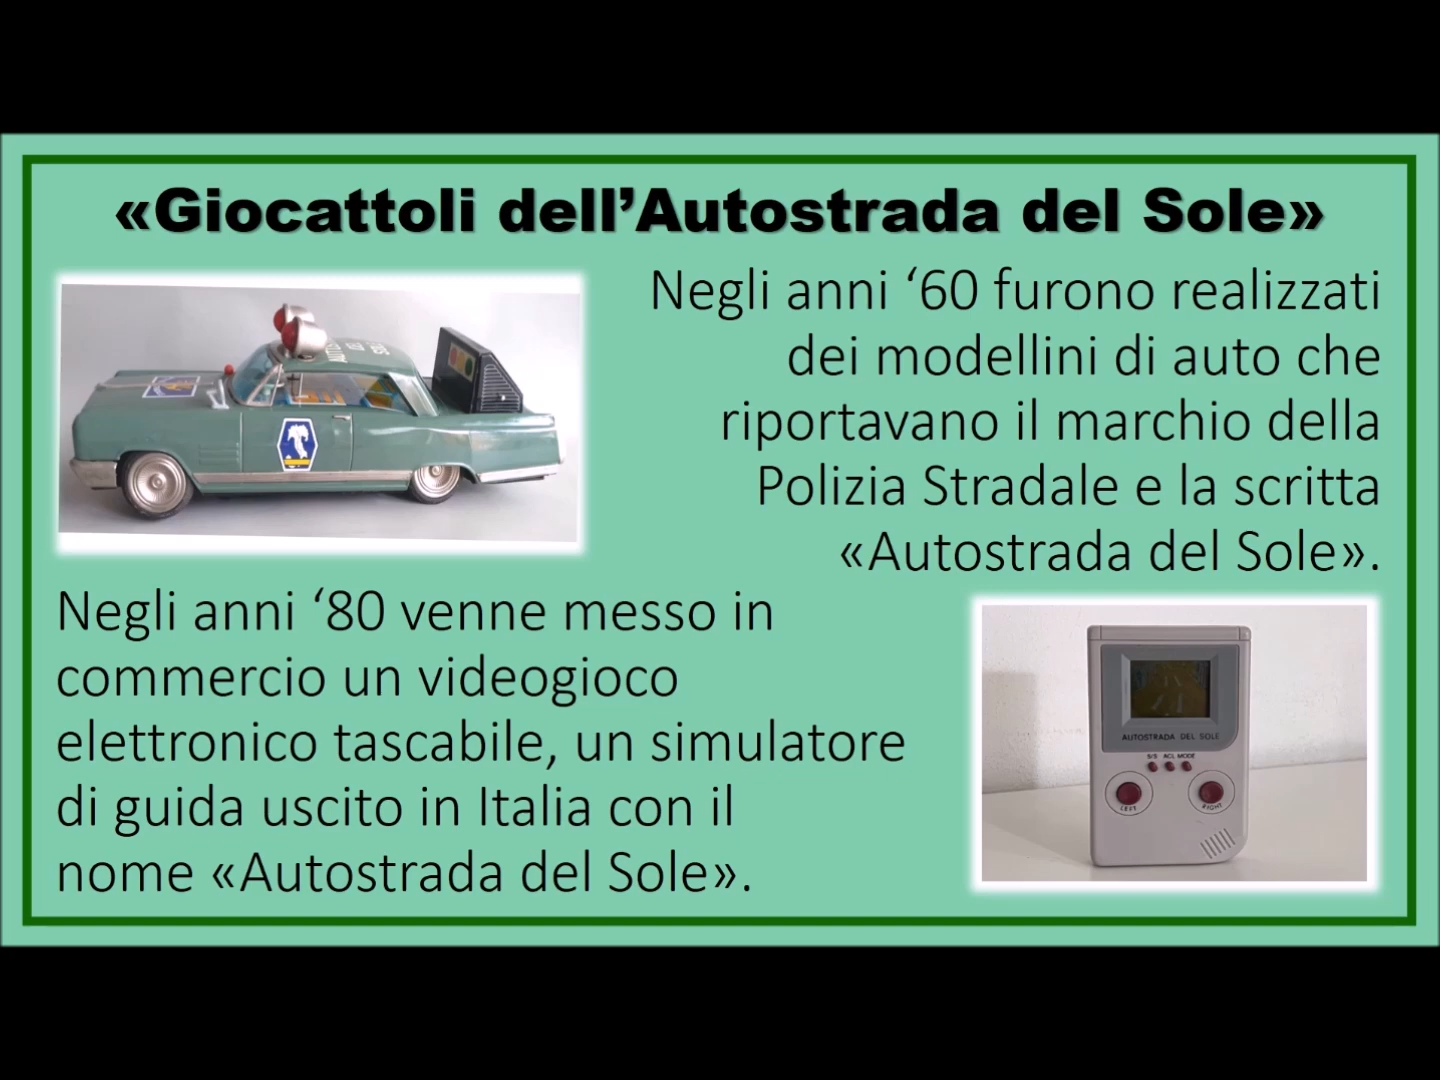 «Giocattoli dell’Autostrada del Sole»
Negli anni ‘60 furono realizzati
dei modellini di auto che
riportavano il marchio della
Polizia Stradale e la scritta
«Autostrada del Sole».
Negli anni ‘80 venne messo in
commercio un videogioco
elettronico tascabile, un simulatore
di guida uscito in Italia con il
nome «Autostrada del Sole».
AUTOSTRADA DEL SOLE
S/S ACL MODE
LEFT
RIGHT